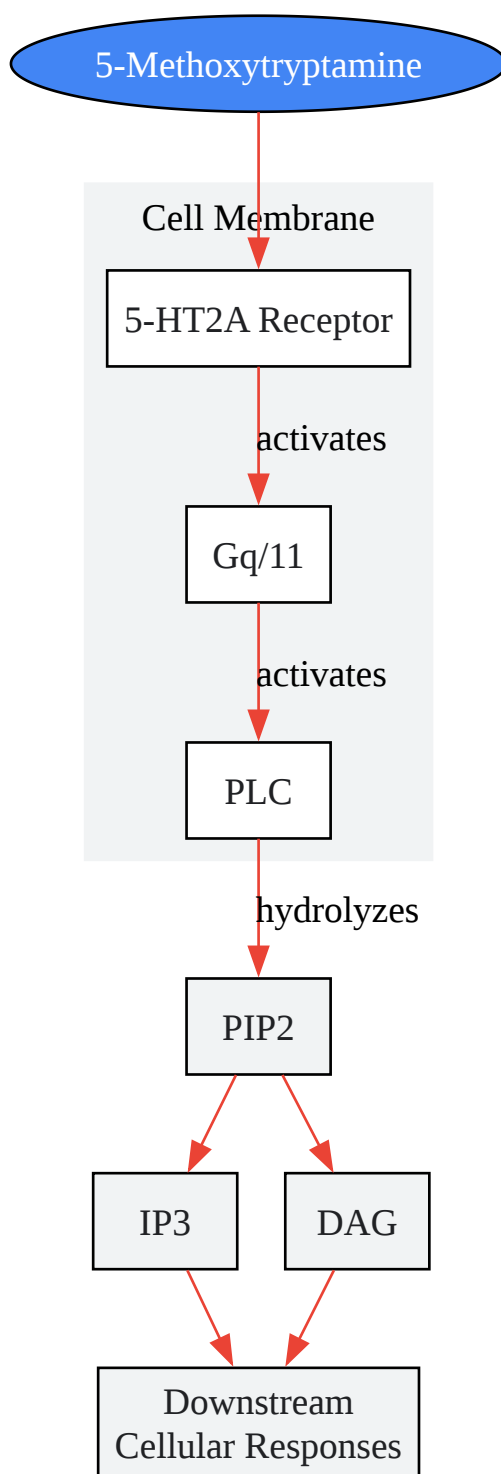 5-Methoxytryptamine
Cell Membrane
5-HT2A Receptor
activates
Gq/11
activates
PLC
hydrolyzes
PIP2
IP3
DAG
Downstream
Cellular Responses